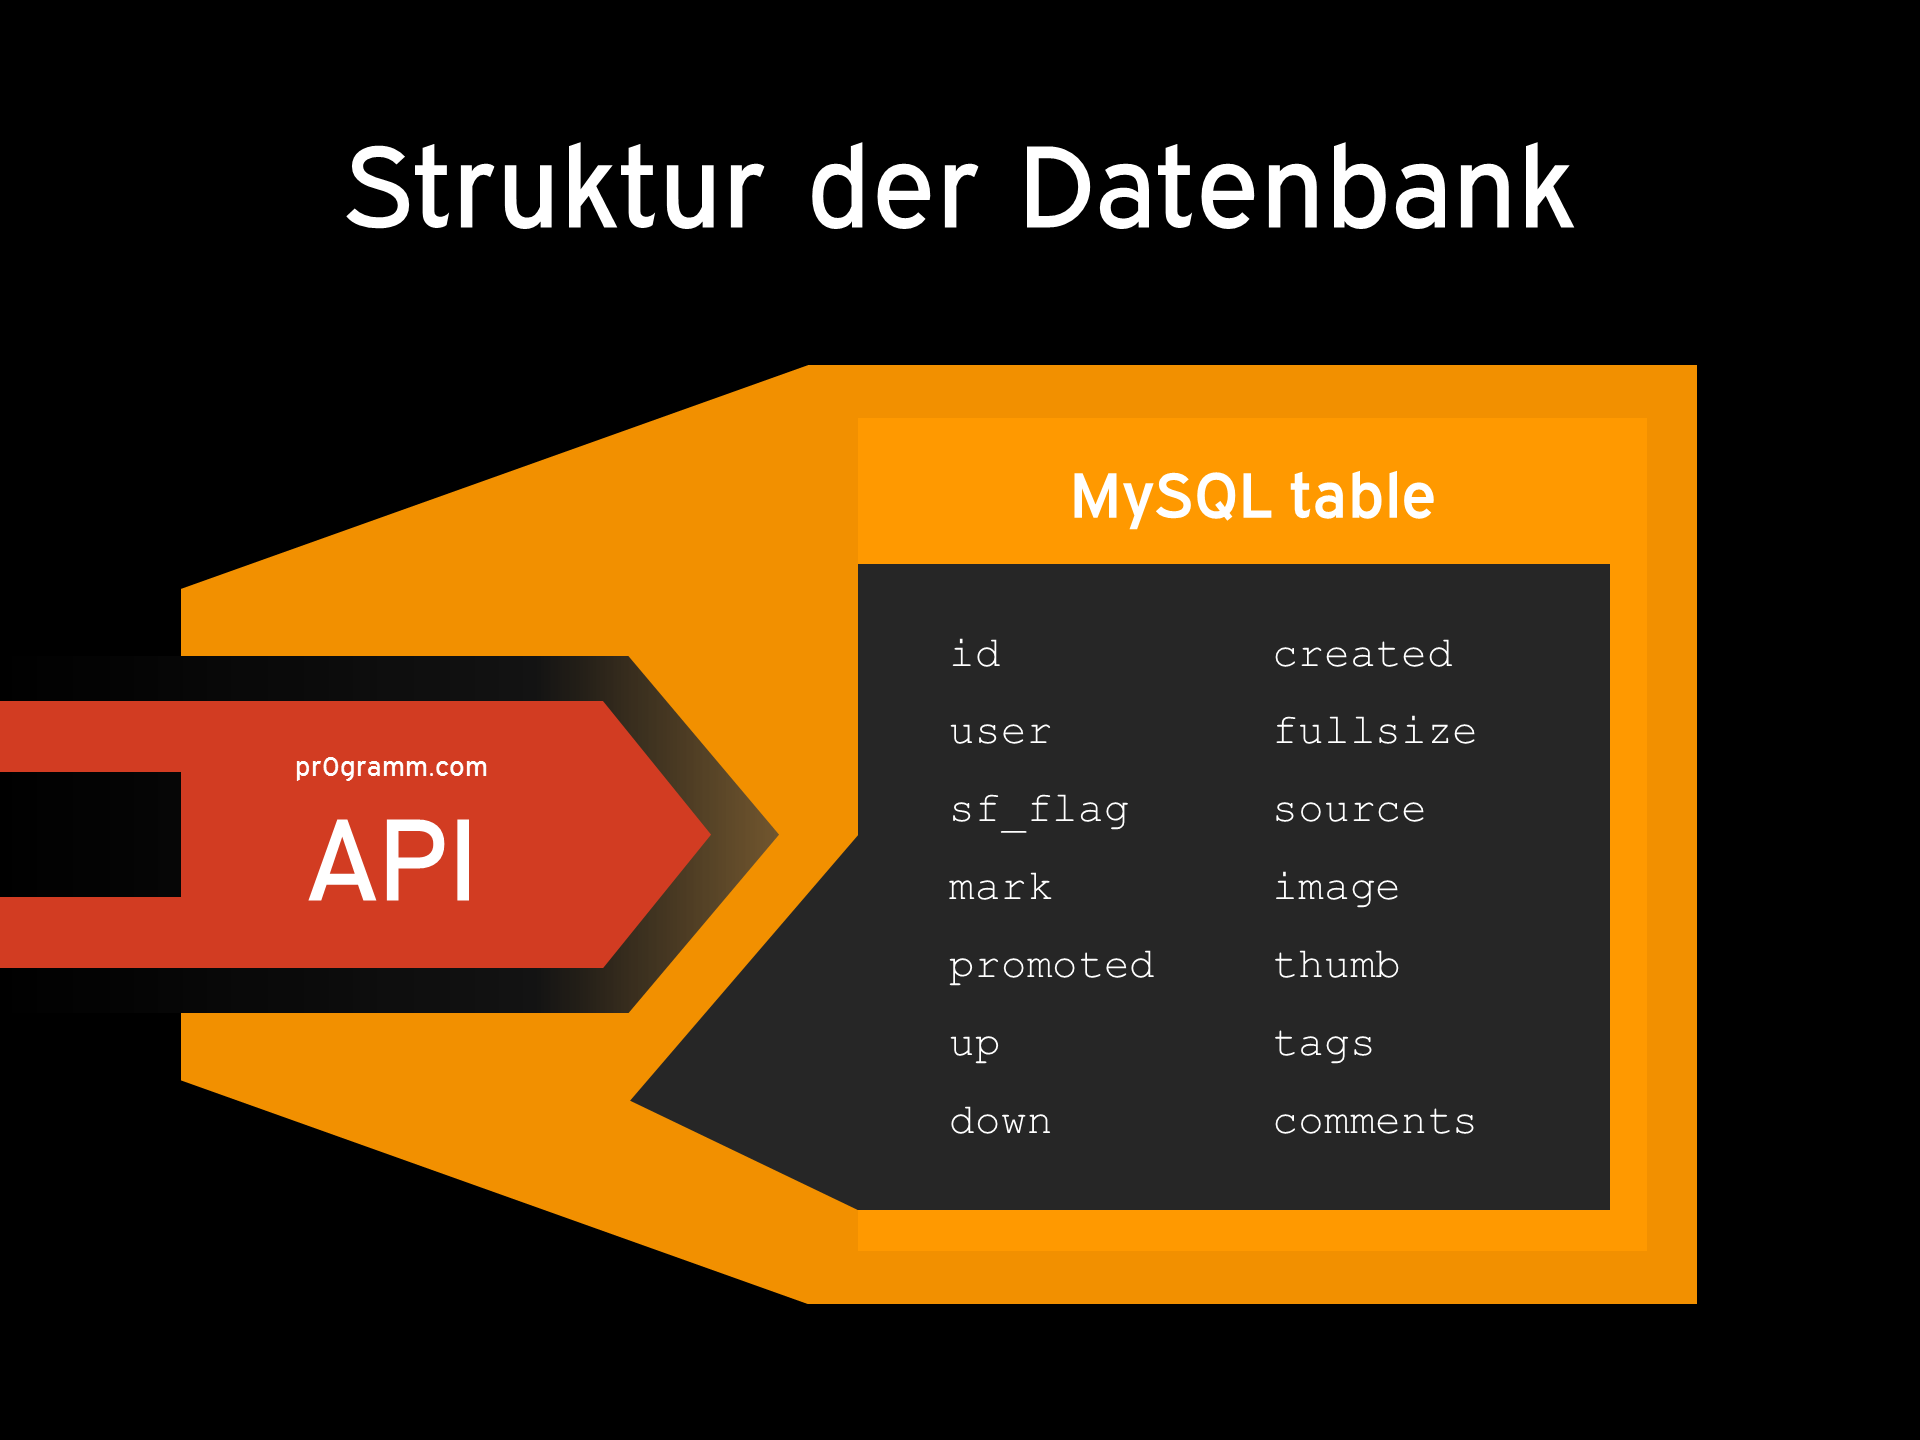 Struktur der Datenbank
pr0gramm.com
API
MySQL table
id created
user fullsize
sf_flag source
mark image
promoted thumb
up tags
down comments